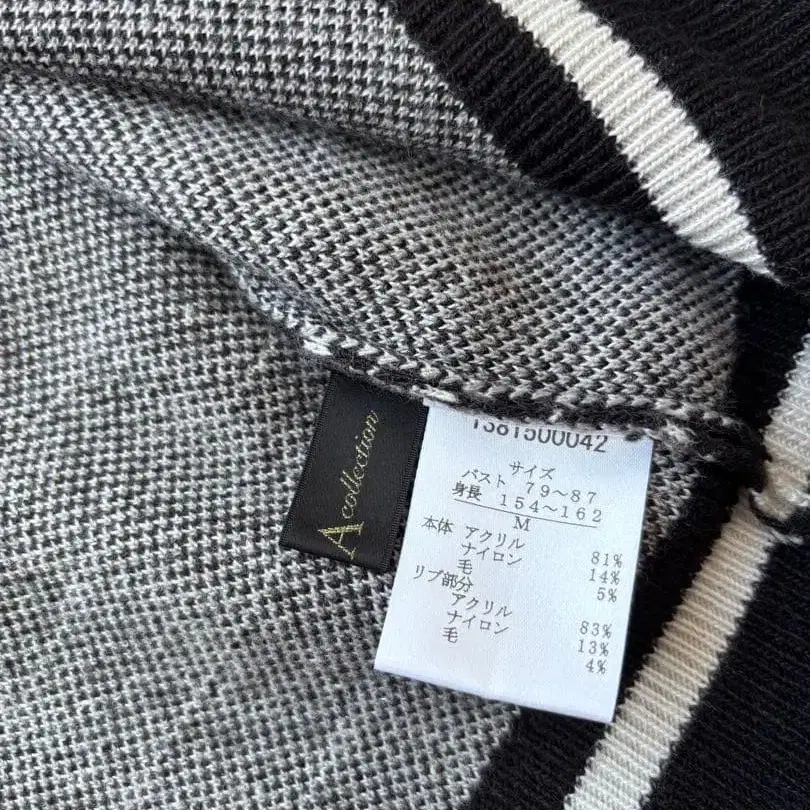 A collection
1381500042
サイズ
バスト 79～87
身長 154～162
M
本体 アクリル 81%
ナイロン 14%
毛 5%
リブ部分
アクリル 83%
ナイロン 13%
毛 4%